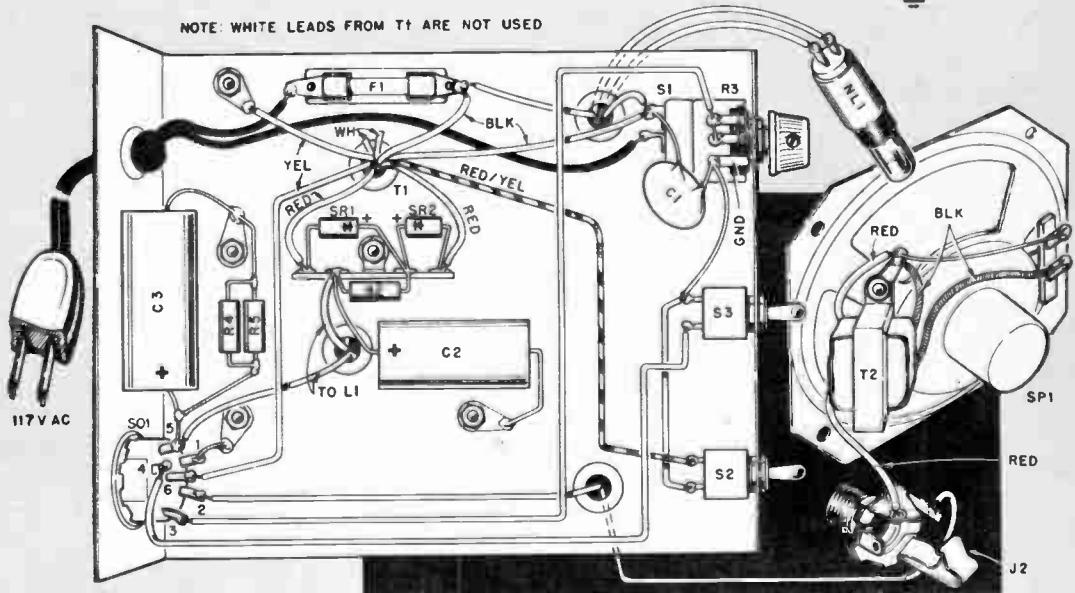 NOTE: WHITE LEADS FROM T1 ARE NOT USED
F1
S1
R3
NL1
BLK
WH
YEL
T1
RED/YEL
C1
RED
SR1
+
+
SR2
RED
GND
BLK
RED
C3
R4
R5
S3
+
C2
T2
TO L1
SP1
+
117V AC
SO1
5
1
4
6
2
3
S2
RED
J2